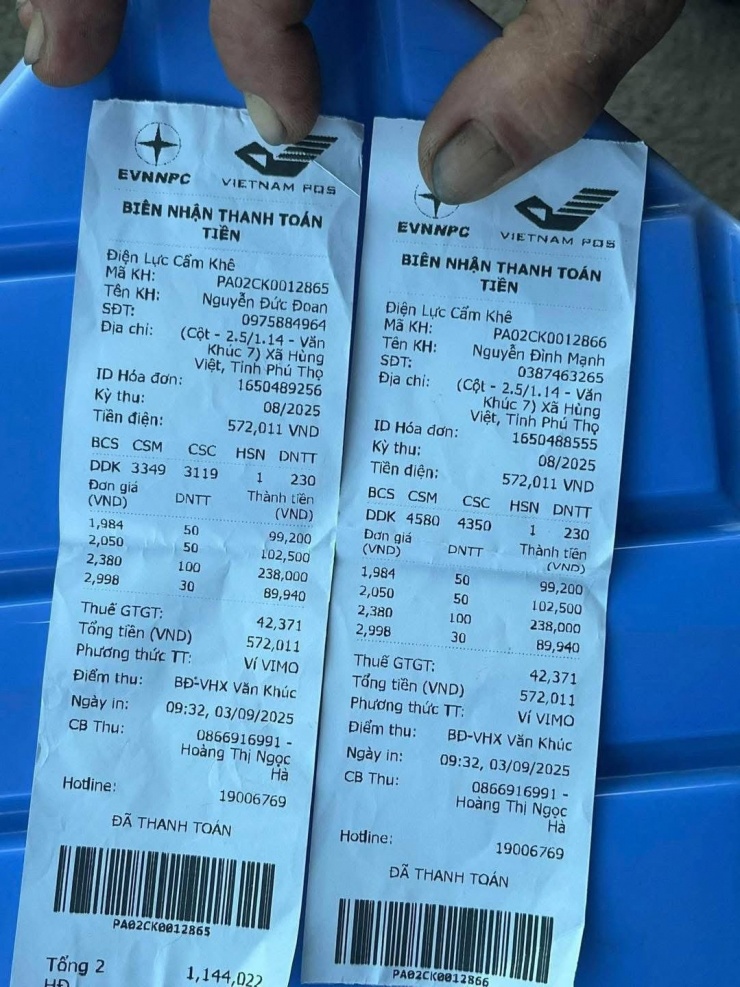 EVNNPC
VIETNAM POS
BIÊN NHẬN THANH TOÁN
TIỀN
Điện Lực Cẩm Khê
Mã KH: PA02CK0012865
Tên KH: Nguyễn Đức Đoan
SĐT: 0975884964
Địa chỉ: (Cột - 2.5/1.14 - Văn
Khúc 7) Xã Hùng
Việt, Tỉnh Phú Thọ
ID Hóa đơn: 1650489256
Kỳ thu: 08/2025
Tiền điện: 572,011 VND
BCS CSM CSC HSN DNTT
DDK 3349 3119 1 230
Đơn giá DNTT Thành tiền
(VND) (VND)
1,984 50 99,200
2,050 50 102,500
2,380 100 238,000
2,998 30 89,940
Thuế GTGT: 42,371
Tổng tiền (VND) 572,011
Phương thức TT: Ví VIMO
Điểm thu: BĐ-VHX Văn Khúc
Ngày in: 09:32, 03/09/2025
CB Thu: 0866916991 -
Hoàng Thị Ngọc
Hà
Hotline: 19006769
ĐÃ THANH TOÁN
PA02CK0012865
Tổng 2 1,144,022
HĐ
EVNNPC
VIETNAM POS
BIÊN NHẬN THANH TOÁN
TIỀN
Điện Lực Cẩm Khê
Mã KH: PA02CK0012866
Tên KH: Nguyễn Đình Mạnh
SĐT: 0387463265
Địa chỉ: (Cột - 2.5/1.14 - Văn
Khúc 7) Xã Hùng
Việt, Tỉnh Phú Thọ
ID Hóa đơn: 1650488555
Kỳ thu: 08/2025
Tiền điện: 572,011 VND
BCS CSM CSC HSN DNTT
DDK 4580 4350 1 230
Đơn giá DNTT Thành tiền
(VND) (VND)
1,984 50 99,200
2,050 50 102,500
2,380 100 238,000
2,998 30 89,940
Thuế GTGT: 42,371
Tổng tiền (VND) 572,011
Phương thức TT: Ví VIMO
Điểm thu: BĐ-VHX Văn Khúc
Ngày in: 09:32, 03/09/2025
CB Thu: 0866916991 -
Hoàng Thị Ngọc
Hà
Hotline: 19006769
ĐÃ THANH TOÁN
PA02CK0012866